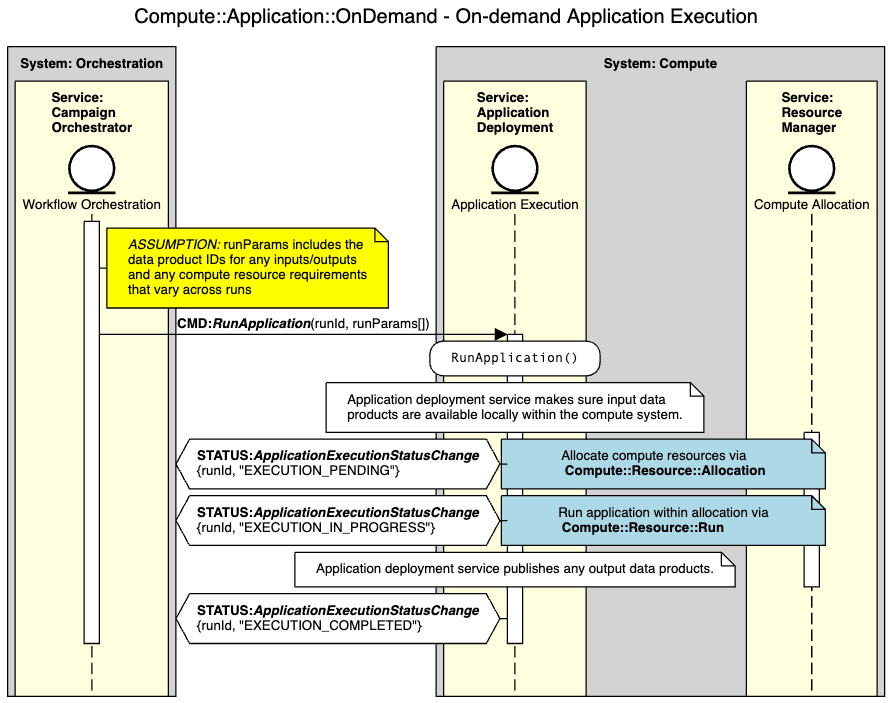 Compute::Application::OnDemand - On-demand Application Execution
System: Orchestration
System: Compute
Service:
Campaign
Orchestrator
Service:
Application
Deployment
Service:
Resource
Manager
Workflow Orchestration
Application Execution
Compute Allocation
ASSUMPTION: runParams includes the
data product IDs for any inputs/outputs
and any compute resource requirements
that vary across runs
CMD:RunApplication(runId, runParams[])
RunApplication()
Application deployment service makes sure input data
products are available locally within the compute system.
STATUS:ApplicationExecutionStatusChange
{runId, "EXECUTION_PENDING"}
Allocate compute resources via
Compute::Resource::Allocation
STATUS:ApplicationExecutionStatusChange
{runId, "EXECUTION_IN_PROGRESS"}
Run application within allocation via
Compute::Resource::Run
Application deployment service publishes any output data products.
STATUS:ApplicationExecutionStatusChange
{runId, "EXECUTION_COMPLETED"}